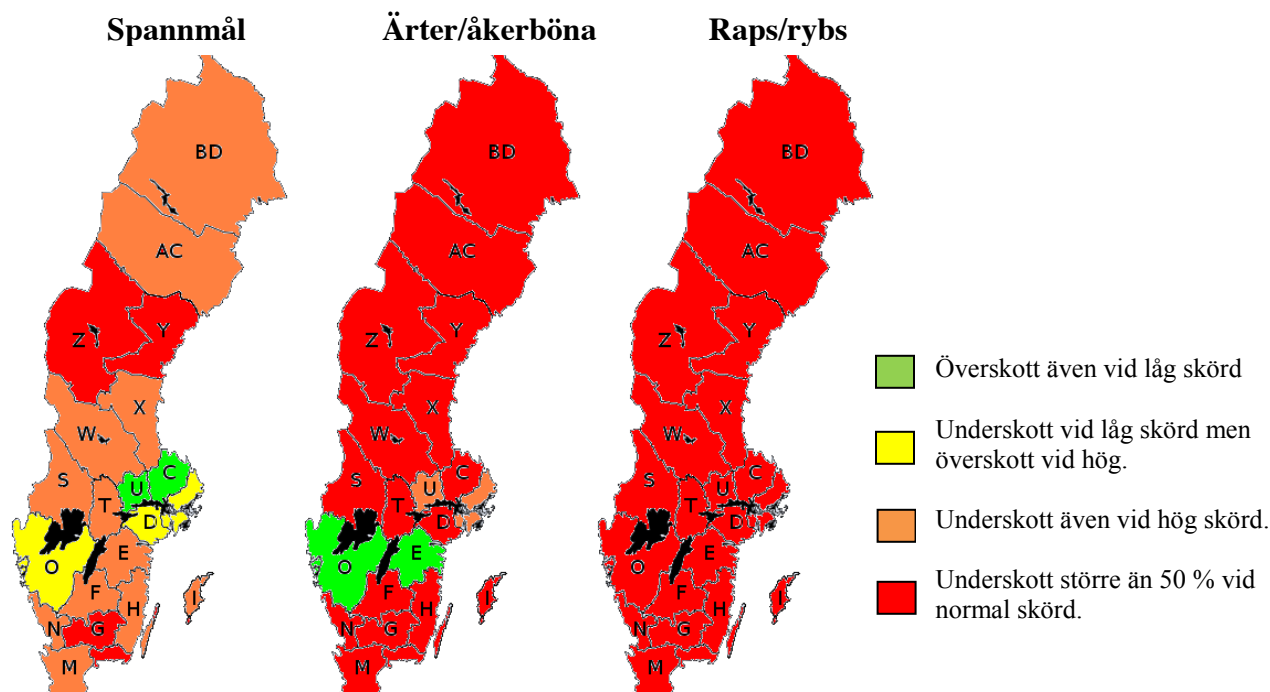 Spannmål
Ärter/åkerböna
Raps/rybs
BD
AC
Z
Y
X
W
S
C
U
T
D
O
E
F
H
I
N
G
M
BD
AC
Z
Y
X
W
S
C
U
T
D
O
E
F
H
I
N
G
M
BD
AC
Z
Y
X
W
S
C
U
T
D
O
E
F
H
I
N
G
M
Överskott även vid låg skörd
Underskott vid låg skörd men
överskott vid hög.
Underskott även vid hög skörd.
Underskott större än 50 % vid
normal skörd.